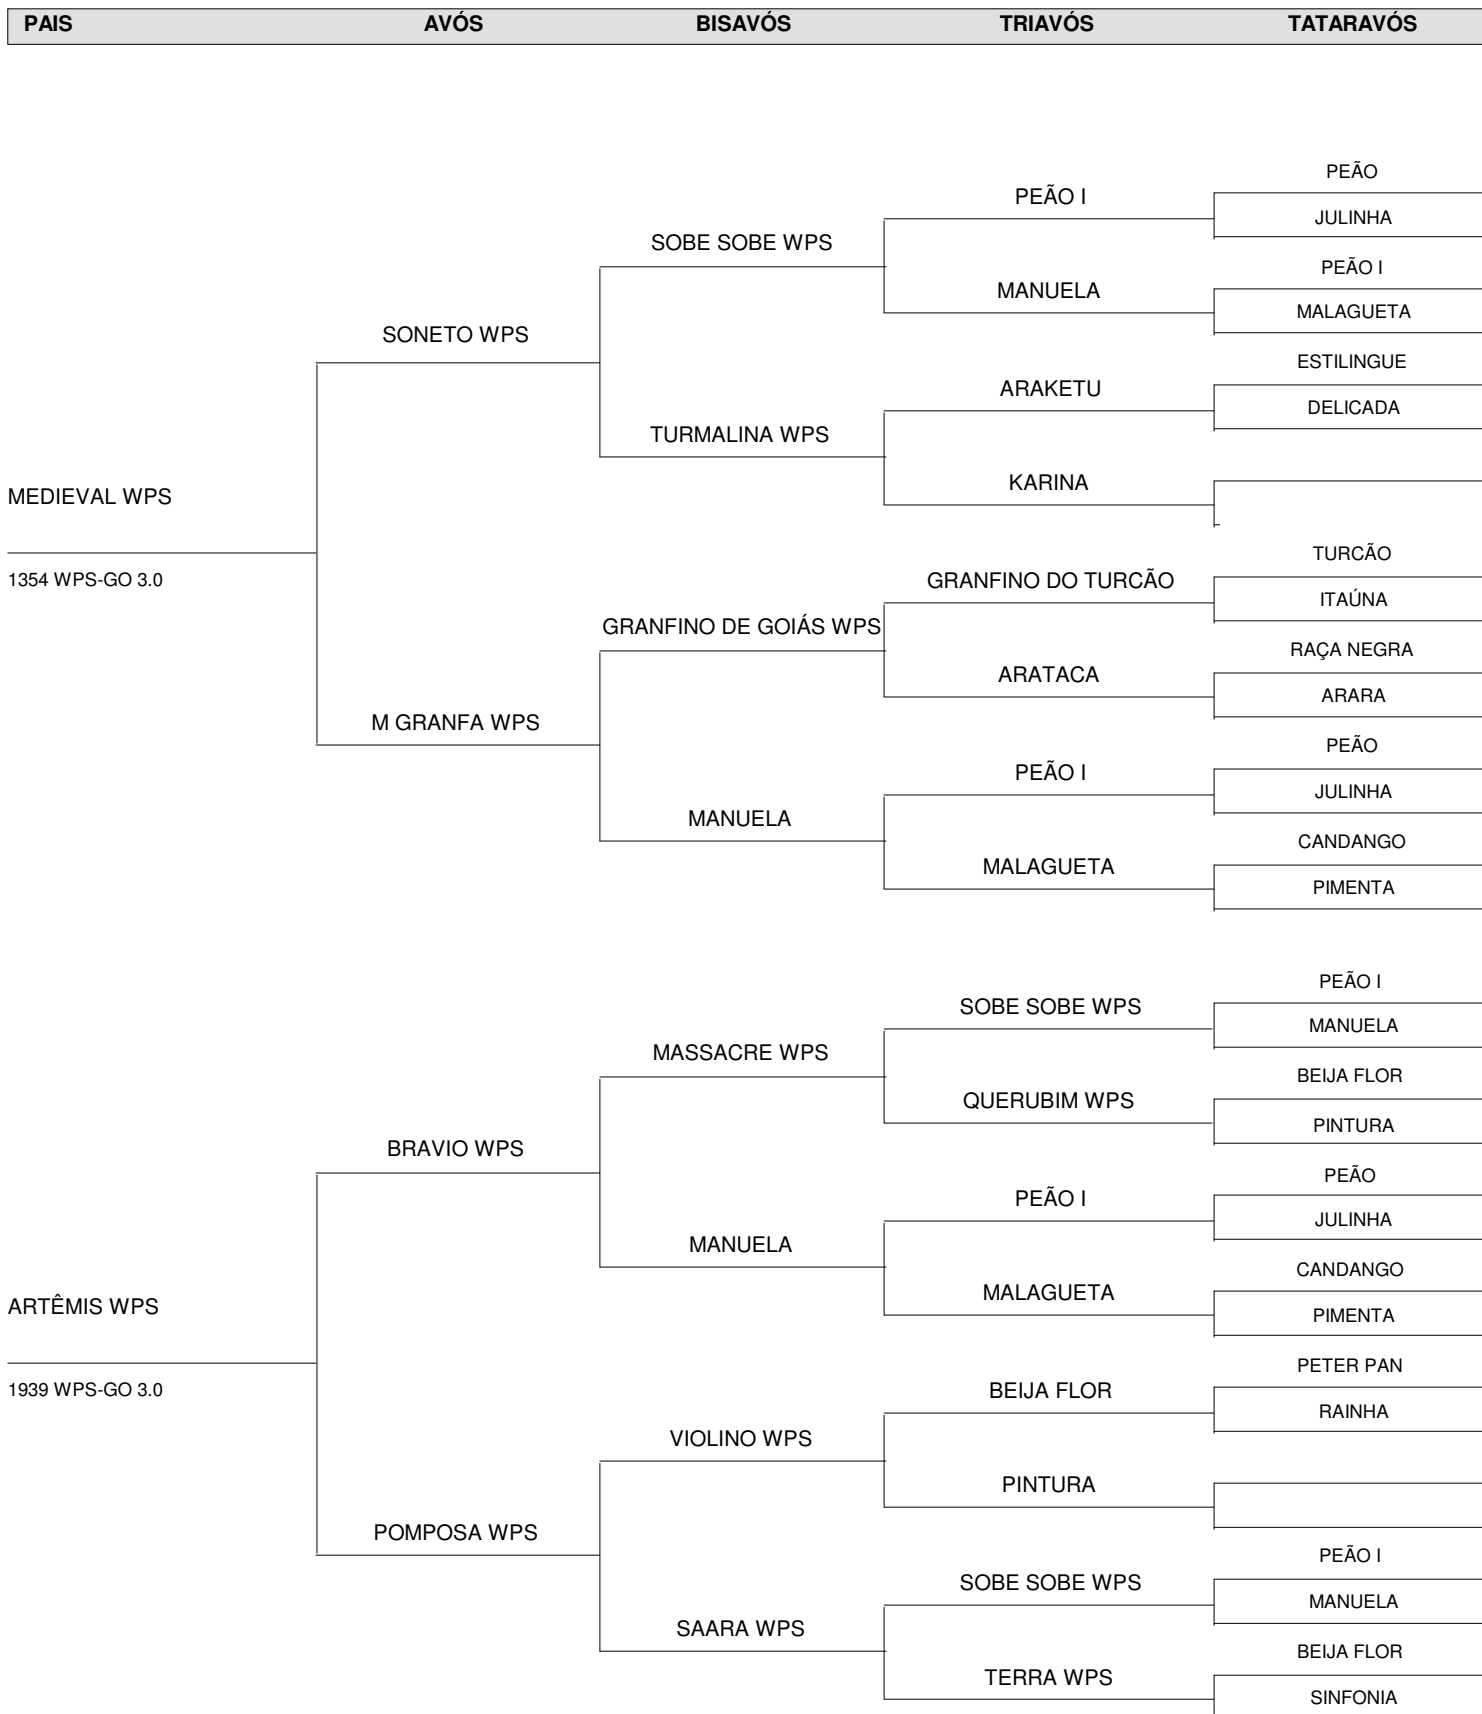 PAIS AVÓS BISAVÓS TRIAVÓS TATARAVÓS
PEÃO
PEÃO I
JULINHA
SOBE SOBE WPS
PEÃO I
MANUELA
MALAGUETA
SONETO WPS
ESTILINGUE
ARAKETU
DELICADA
TURMALINA WPS
KARINA
MEDIEVAL WPS
TURCÃO
1354 WPS-GO 3.0
GRANFINO DO TURCÃO
ITAÚNA
GRANFINO DE GOIÁS WPS
RAÇA NEGRA
ARATACA
ARARA
M GRANFA WPS
PEÃO
PEÃO I
JULINHA
MANUELA
CANDANGO
MALAGUETA
PIMENTA
PEÃO I
SOBE SOBE WPS
MANUELA
MASSACRE WPS
BEIJA FLOR
QUERUBIM WPS
PINTURA
BRAVIO WPS
PEÃO
PEÃO I
JULINHA
MANUELA
CANDANGO
MALAGUETA
ARTÊMIS WPS
PIMENTA
PETER PAN
1939 WPS-GO 3.0
BEIJA FLOR
RAINHA
VIOLINO WPS
PINTURA
POMPOSA WPS
PEÃO I
SOBE SOBE WPS
MANUELA
SAARA WPS
BEIJA FLOR
TERRA WPS
SINFONIA